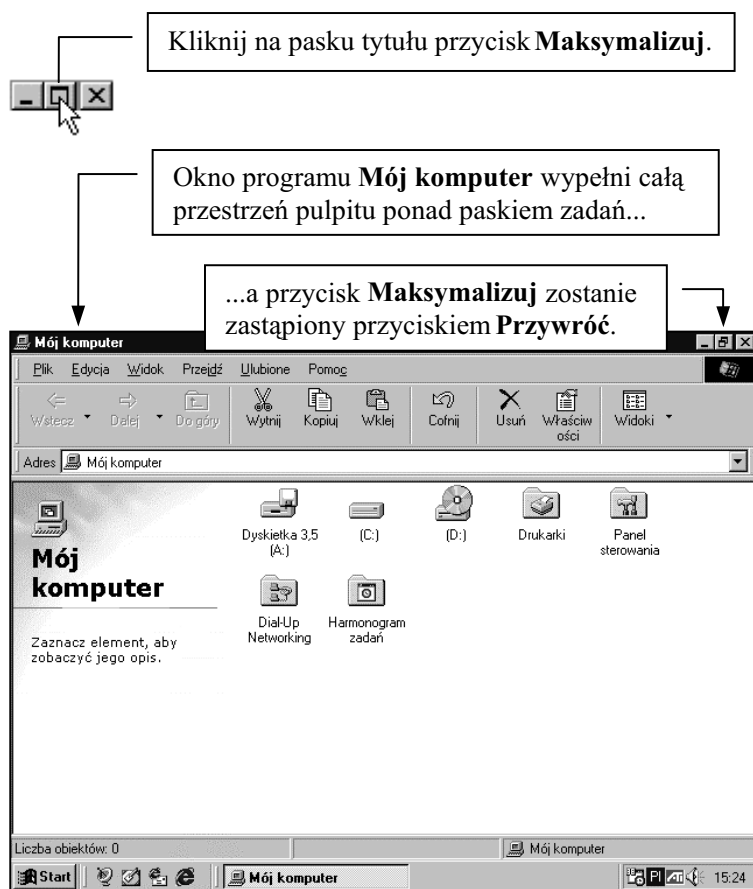 Kliknij na pasku tytułu przycisk Maksymalizuj.
Okno programu Mój komputer wypełni całą
przestrzeń pulpitu ponad paskiem zadań...
...a przycisk Maksymalizuj zostanie
zastąpiony przyciskiem Przywróć.
Mój komputer
Plik Edycja Widok Przejdź Ulubione Pomoc
Wstecz Dalej Do góry Wytnij Kopiuj Wklej Cofnij Usuń Właściw
ości Widoki
Adres Mój komputer
Dyskietka 3,5
(A:)
(C:)
(D:)
Drukarki
Panel
sterowania
Mój
komputer
Dial-Up
Networking
Harmonogram
zadań
Zaznacz element, aby
zobaczyć jego opis.
Liczba obiektów: 0 Mój komputer
Start Mój komputer Pl 15:24